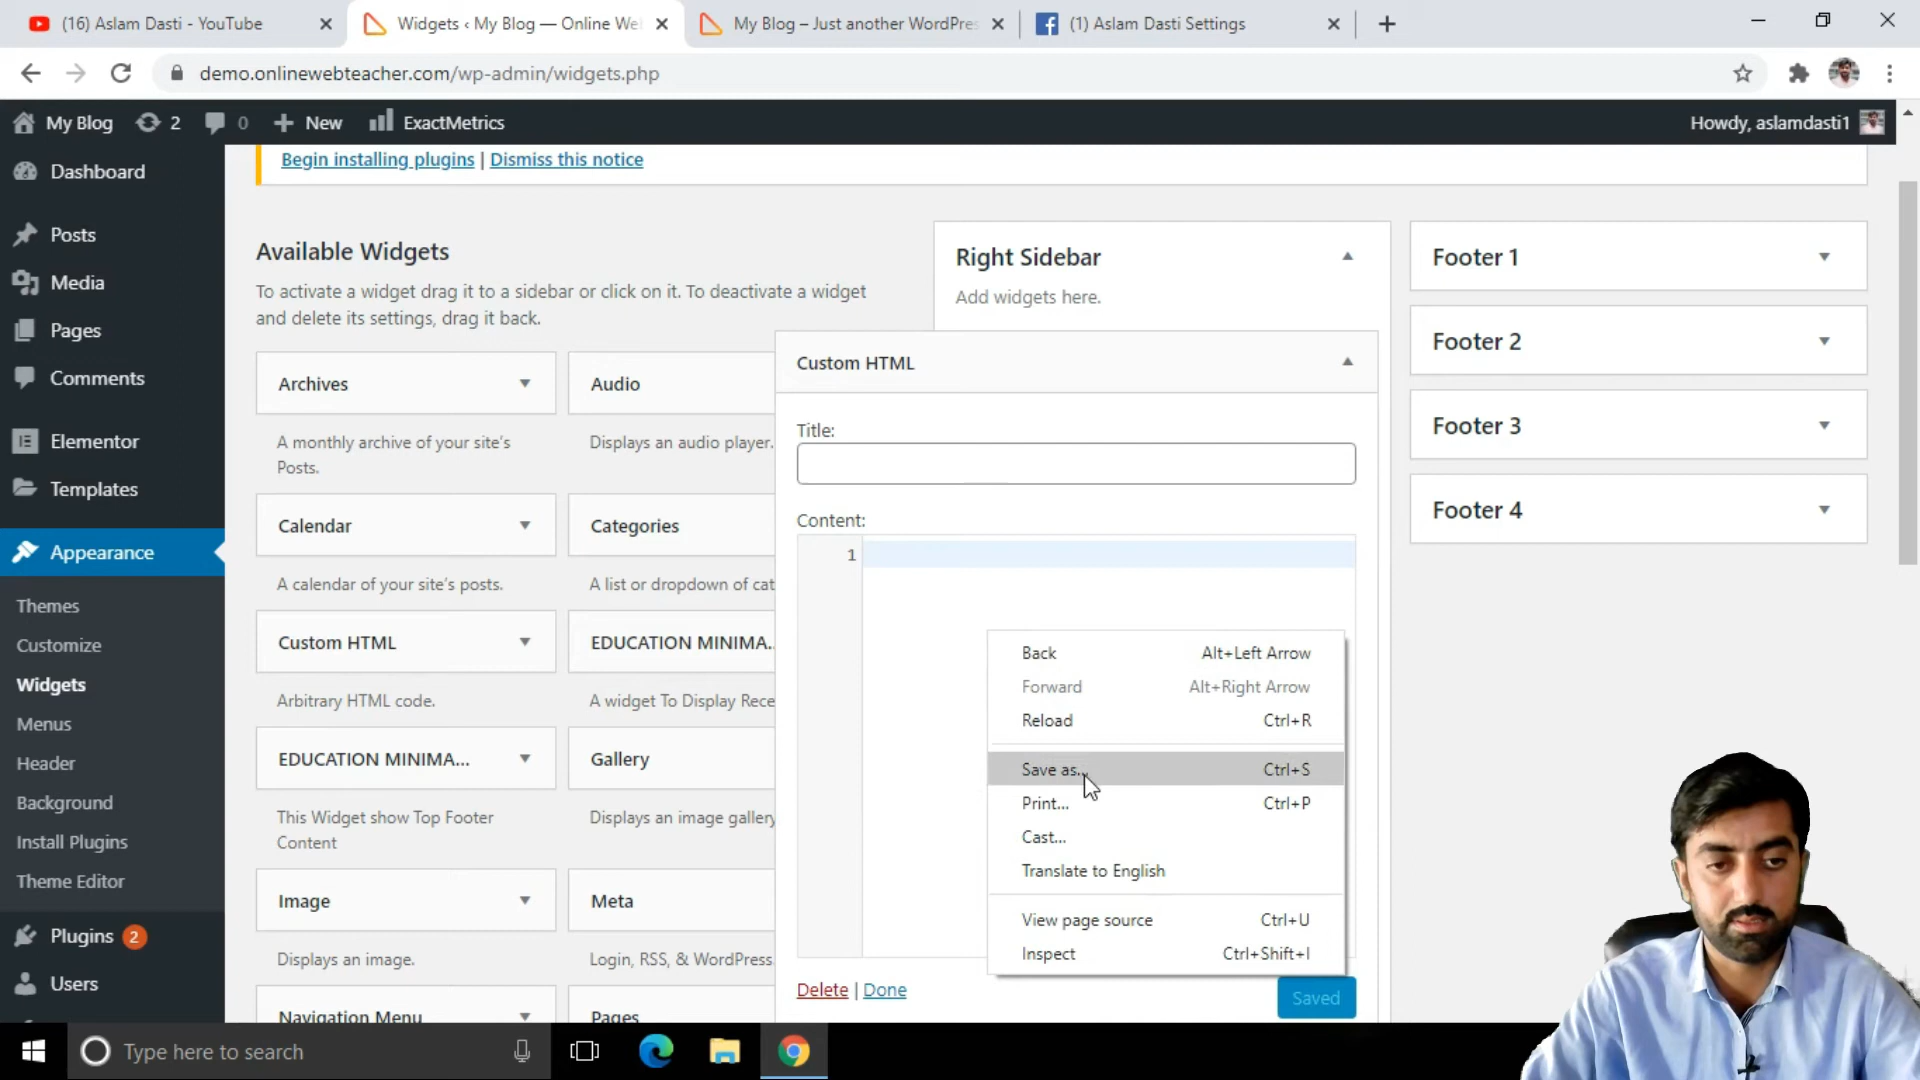 (16) Aslam Dasti - YouTube
Widgets ‹ My Blog — Online We
My Blog – Just another WordPres
(1) Aslam Dasti Settings
demo.onlinewebteacher.com/wp-admin/widgets.php
My Blog
2
0
New
ExactMetrics
Howdy, aslamdasti1
Begin installing plugins | Dismiss this notice
Dashboard
Posts
Media
Pages
Comments
Elementor
Templates
Appearance
Themes
Customize
Widgets
Menus
Header
Background
Install Plugins
Theme Editor
Plugins 2
Users
Available Widgets
To activate a widget drag it to a sidebar or click on it. To deactivate a widget
and delete its settings, drag it back.
Archives
A monthly archive of your site's
Posts.
Audio
Displays an audio player.
Calendar
A calendar of your site's posts.
Categories
A list or dropdown of cat
Custom HTML
Arbitrary HTML code.
EDUCATION MINIMA...
A widget To Display Rece
EDUCATION MINIMA...
This Widget show Top Footer
Content
Gallery
Displays an image gallery
Image
Displays an image.
Meta
Login, RSS, & WordPress
Navigation Menu
Pages
Right Sidebar
Add widgets here.
Custom HTML
Title:
Content:
1
Back Alt+Left Arrow
Forward Alt+Right Arrow
Reload Ctrl+R
Save as... Ctrl+S
Print... Ctrl+P
Cast...
Translate to English
View page source Ctrl+U
Inspect Ctrl+Shift+I
Delete | Done
Saved
Footer 1
Footer 2
Footer 3
Footer 4
Type here to search